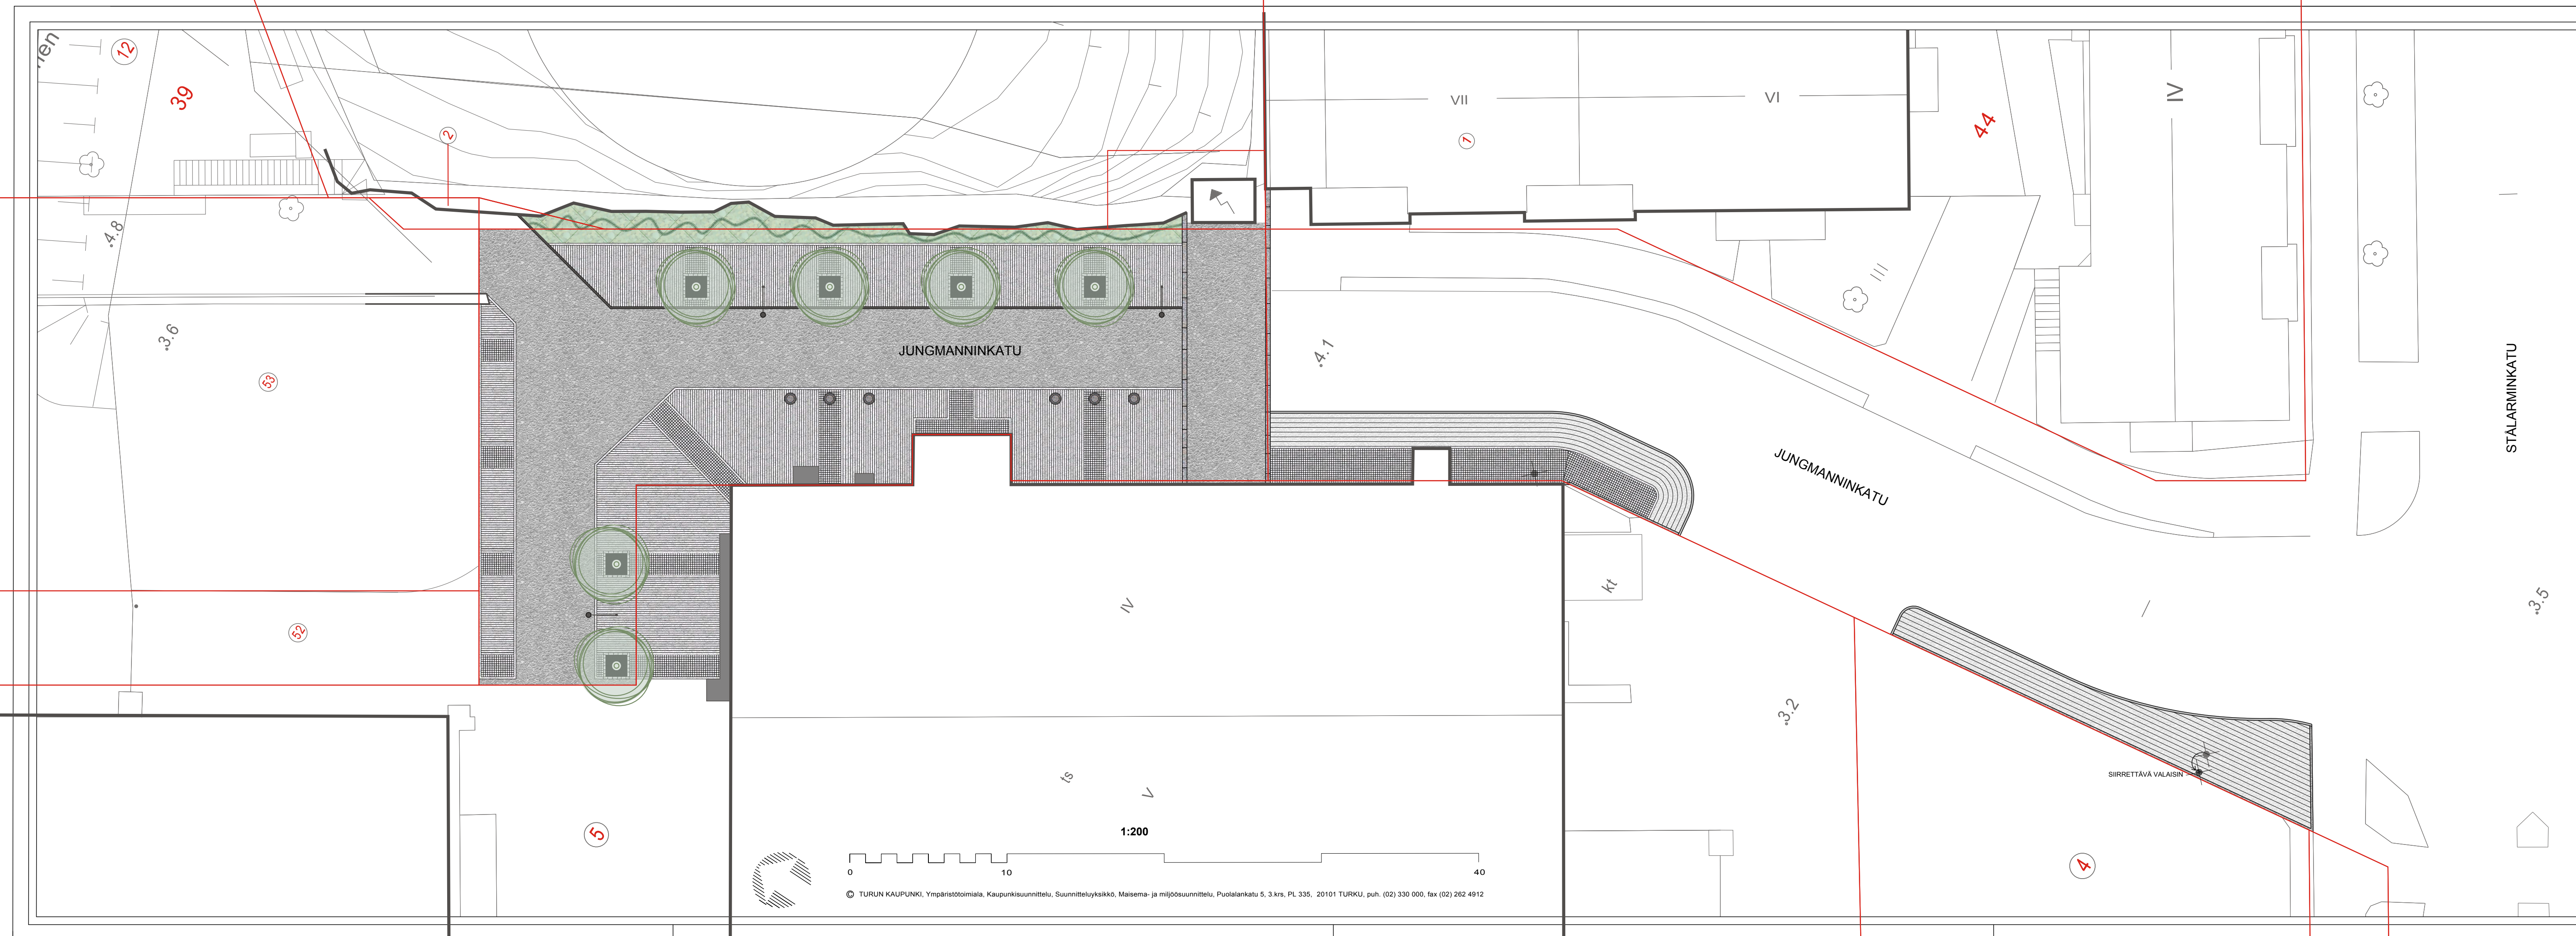 nen
12
39
2
VII
VI
1
44
IV
4.8
III
3.6
53
JUNGMANNINKATU
4.1
STÅLARMINKATU
JUNGMANNINKATU
52
IV
kt
3.5
3.2
SIIRRETTÄVÄ VALAISIN
ts
V
5
1:200
4
0 10 40
© TURUN KAUPUNKI, Ympäristötoimiala, Kaupunkisuunnittelu, Suunnitteluyksikkö, Maisema- ja miljöösuunnittelu, Puolalankatu 5, 3.krs, PL 335, 20101 TURKU, puh. (02) 330 000, fax (02) 262 4912